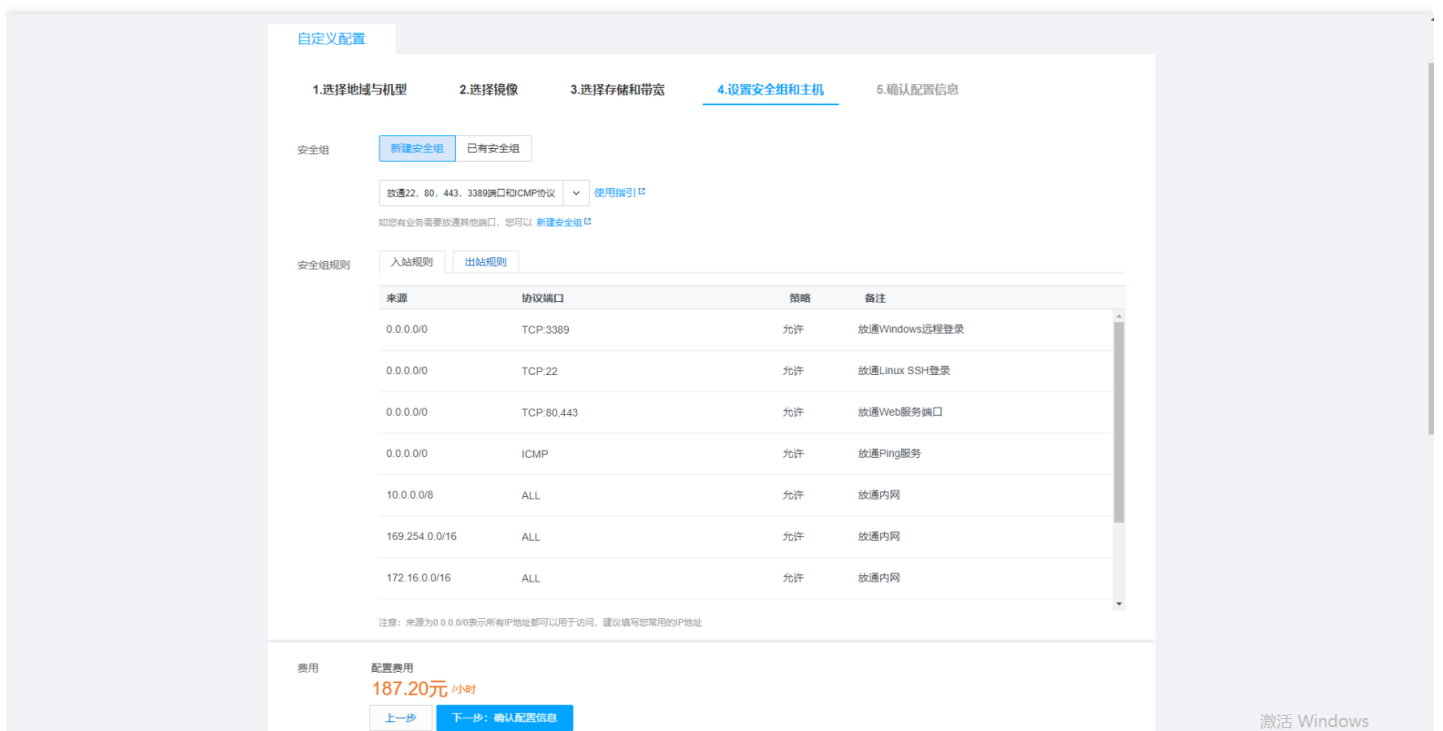 自定义配置
1.选择地域与机型 2.选择镜像 3.选择存储和带宽 4.设置安全组和主机 5.确认配置信息
安全组 新建安全组 已有安全组
放通22，80，443，3389端口和ICMP协议 使用指引
如您有业务需要放通其他端口，您可以 新建安全组
安全组规则 入站规则 出站规则
来源 协议端口 策略 备注
0.0.0.0/0 TCP:3389 允许 放通Windows远程登录
0.0.0.0/0 TCP:22 允许 放通Linux SSH登录
0.0.0.0/0 TCP:80,443 允许 放通Web服务端口
0.0.0.0/0 ICMP 允许 放通Ping服务
10.0.0.0/8 ALL 允许 放通内网
169.254.0.0/16 ALL 允许 放通内网
172.16.0.0/16 ALL 允许 放通内网
注意：来源为0.0.0.0/0表示所有IP地址都可以用于访问，建议填写您常用的IP地址
费用 配置费用
187.20元 /小时
上一步 下一步：确认配置信息
激活 Windows